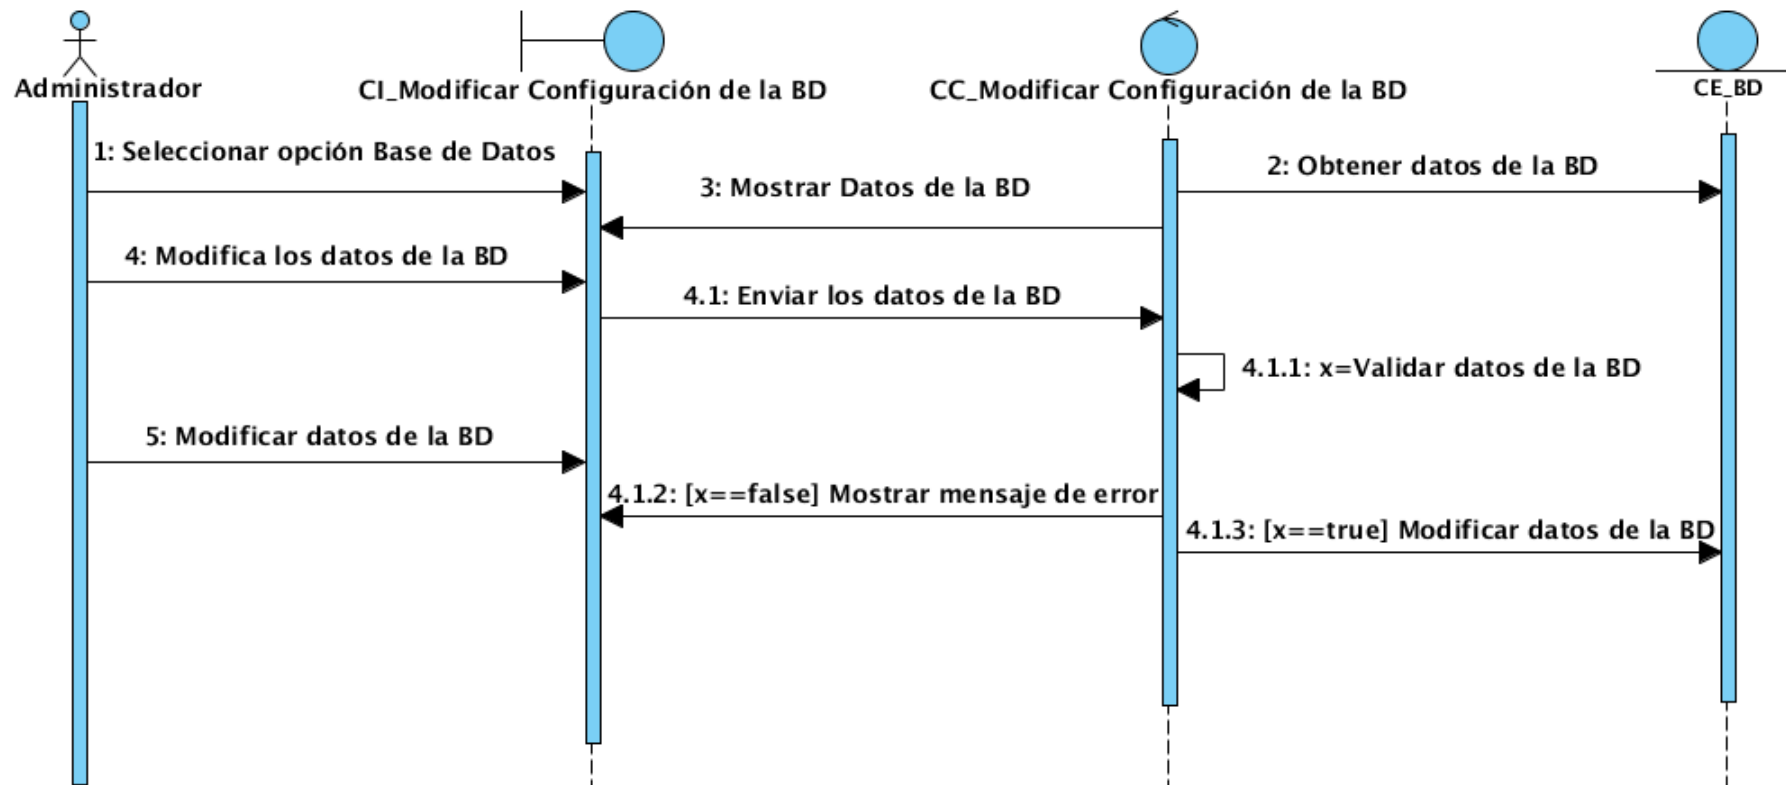 Administrador
CI_Modificar Configuración de la BD
CC_Modificar Configuración de la BD
CE_BD
1: Seleccionar opción Base de Datos
2: Obtener datos de la BD
3: Mostrar Datos de la BD
4: Modifica los datos de la BD
4.1: Enviar los datos de la BD
4.1.1: x=Validar datos de la BD
5: Modificar datos de la BD
4.1.2: [x==false] Mostrar mensaje de error
4.1.3: [x==true] Modificar datos de la BD